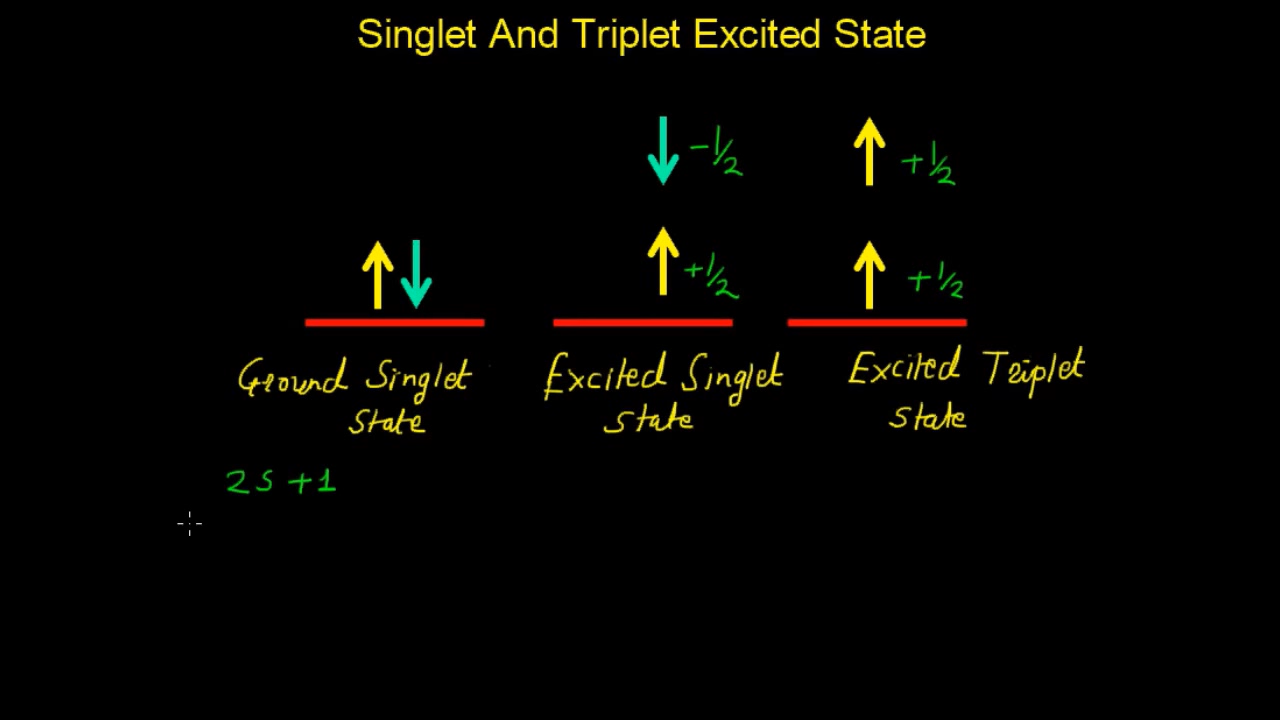 Singlet And Triplet Excited State
-1/2
+1/2
+1/2
+1/2
Ground Singlet State
Excited Singlet State
Excited Triplet State
2S+1